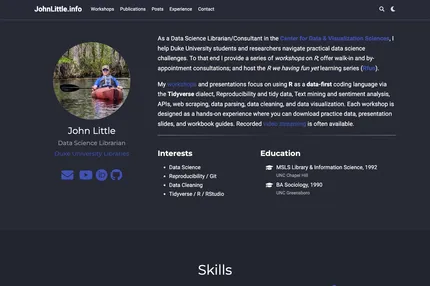 JohnLittle.info
Workshops Publications Posts Experience Contact
As a Data Science Librarian/Consultant in the Center for Data & Visualization Sciences, I
help Duke University students and researchers navigate practical data science
challenges. To that end I provide a series of workshops on R; offer walk-in and by-
appointment consultations; and host the R we having fun yet learning series (Rfun).
My workshops and presentations focus on using R as a data-first coding language via
the Tidyverse dialect, Reproducibility and tidy data, Text mining and sentiment analysis,
APIs, web scraping, data parsing, data cleaning, and data visualization. Each workshop is
designed as a hands-on experience where you can download practice data, presentation
slides, and workbook guides. Recorded video streaming is often available.
John Little
Data Science Librarian
Duke University Libraries
Interests
Data Science
Reproducibility / Git
Data Cleaning
Tidyverse / R / RStudio
Education
MSLS Library & Information Science, 1992
UNC Chapel Hill
BA Sociology, 1990
UNC Greensboro
Skills